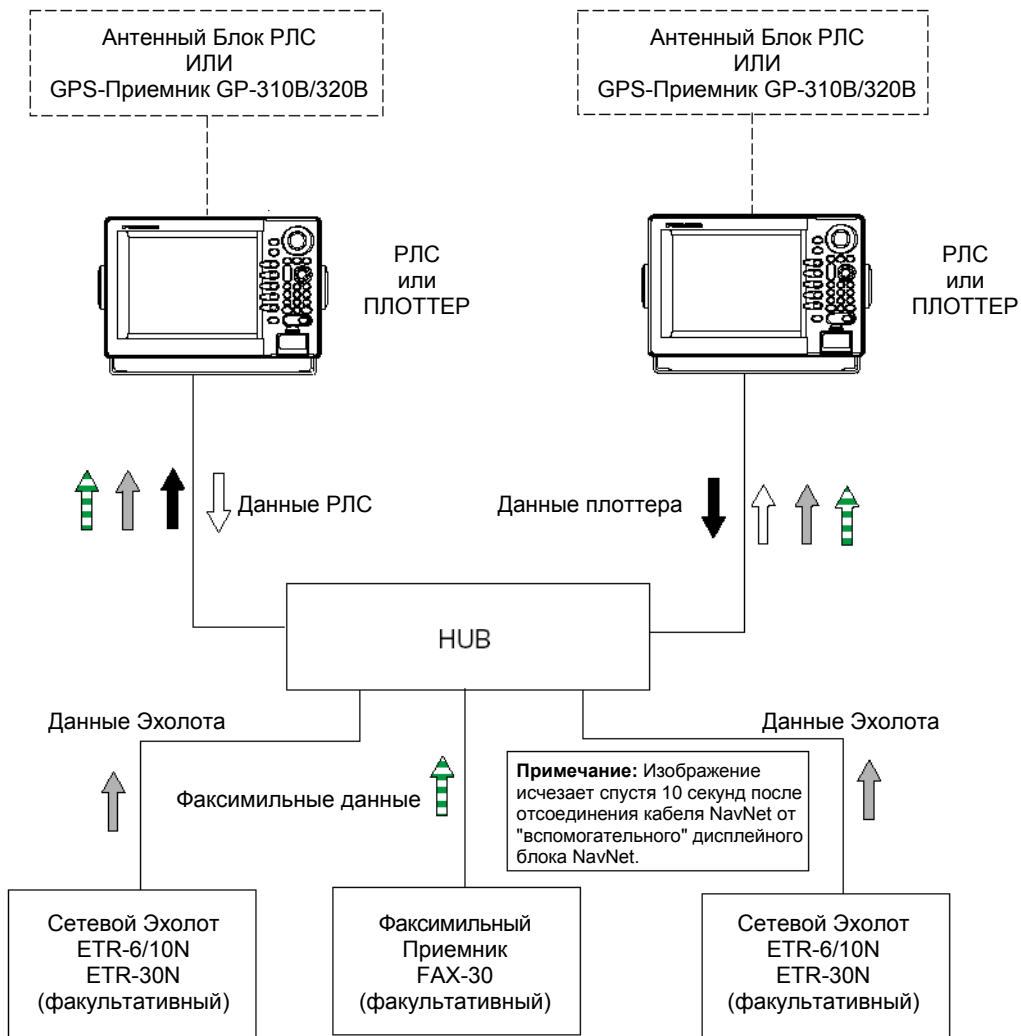 Антенный Блок РЛС
ИЛИ
GPS-Приемник GP-310B/320B
Антенный Блок РЛС
ИЛИ
GPS-Приемник GP-310B/320B
РЛС
или
ПЛОТТЕР
РЛС
или
ПЛОТТЕР
Данные РЛС
Данные плоттера
HUB
Данные Эхолота
Данные Эхолота
Факсимильные данные
Примечание: Изображение
исчезает спустя 10 секунд после
отсоединения кабеля NavNet от
"вспомогательного" дисплейного
блока NavNet.
Сетевой Эхолот
ETR-6/10N
ETR-30N
(факультативный)
Факсимильный
Приемник
FAX-30
(факультативный)
Сетевой Эхолот
ETR-6/10N
ETR-30N
(факультативный)